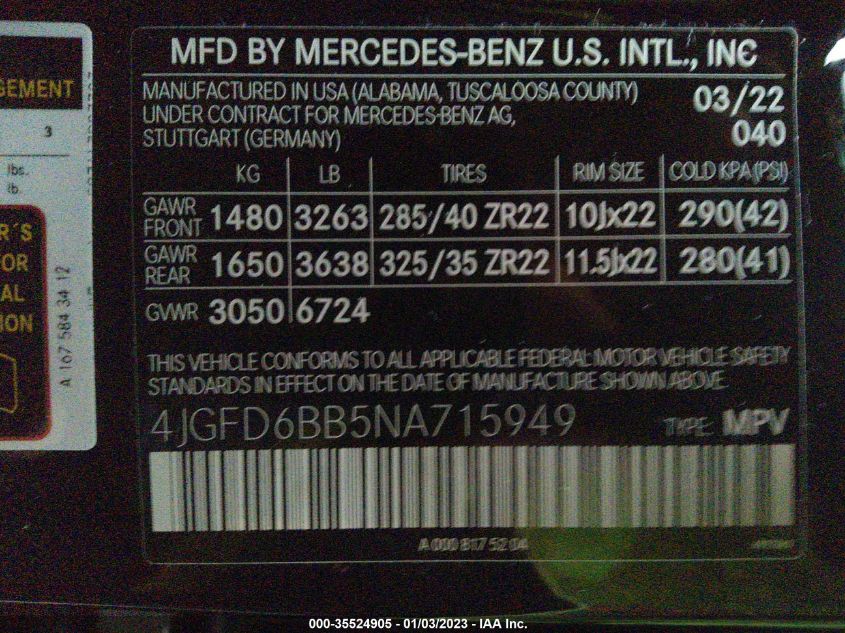 MFD BY MERCEDES-BENZ U.S. INTL., INC
MANUFACTURED IN USA (ALABAMA, TUSCALOOSA COUNTY)
UNDER CONTRACT FOR MERCEDES-BENZ AG,
STUTTGART (GERMANY)
03/22
040
KG LB TIRES RIM SIZE COLD KPA (PSI)
GAWR FRONT 1480 3263 285/40 ZR22 10Jx22 290(42)
GAWR REAR 1650 3638 325/35 ZR22 11.5Jx22 280(41)
GVWR 3050 6724
THIS VEHICLE CONFORMS TO ALL APPLICABLE FEDERAL MOTOR VEHICLE SAFETY
STANDARDS IN EFFECT ON THE DATE OF MANUFACTURE SHOWN ABOVE.
4JGFD6BB5NA715949 TYPE: MPV
A 000 817 52 04
GEMENT
3
lbs.
lb.
R'S
OR
AL
ION
A 167 584 34 12
000-35524905 - 01/03/2023 - IAA Inc.